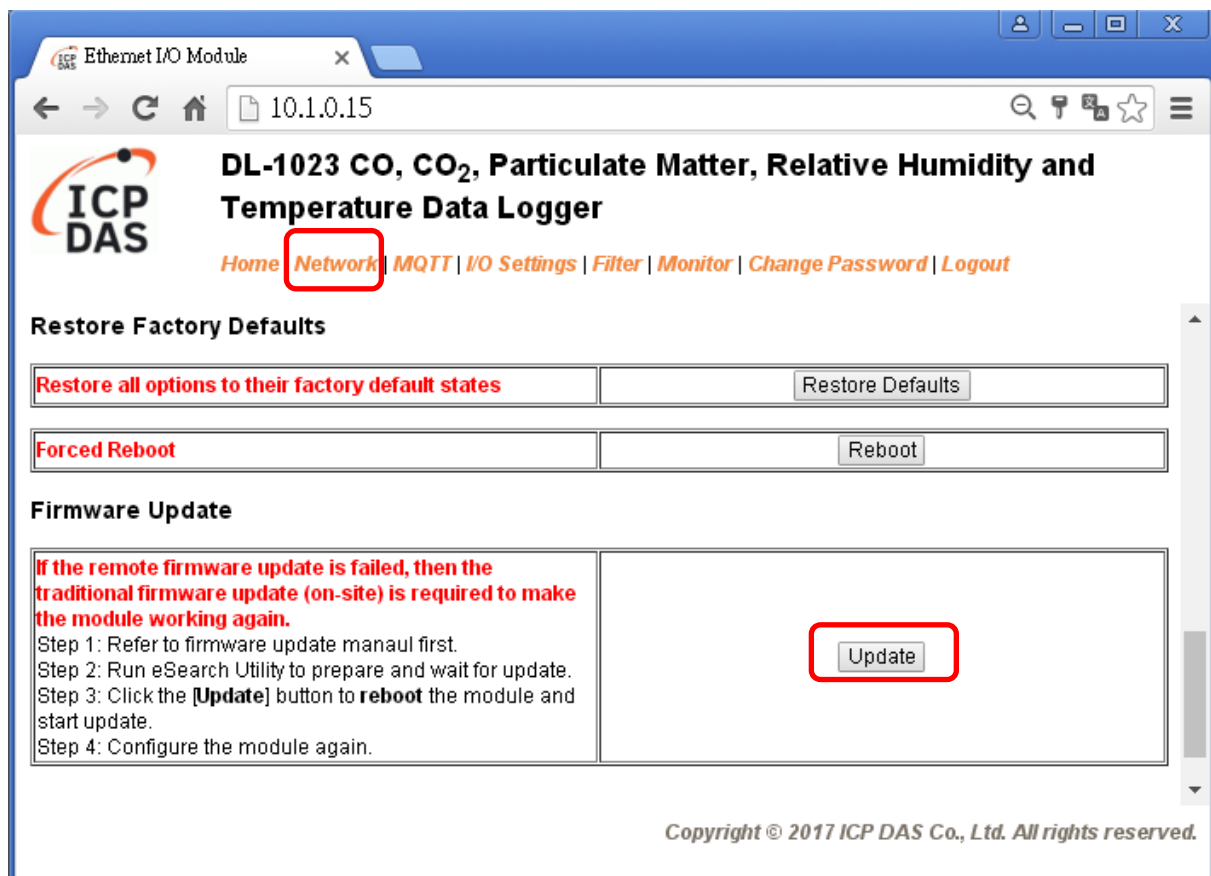 ICP DAS Ethernet I/O Module
10.1.0.15
ICP
DAS
DL-1023 CO, CO₂, Particulate Matter, Relative Humidity and
Temperature Data Logger
Home | Network | MQTT | I/O Settings | Filter | Monitor | Change Password | Logout
Restore Factory Defaults
Restore all options to their factory default states Restore Defaults
Forced Reboot Reboot
Firmware Update
If the remote firmware update is failed, then the
traditional firmware update (on-site) is required to make
the module working again.
Step 1: Refer to firmware update manaul first.
Step 2: Run eSearch Utility to prepare and wait for update.
Step 3: Click the [Update] button to reboot the module and
start update.
Step 4: Configure the module again.
Update
Copyright © 2017 ICP DAS Co., Ltd. All rights reserved.